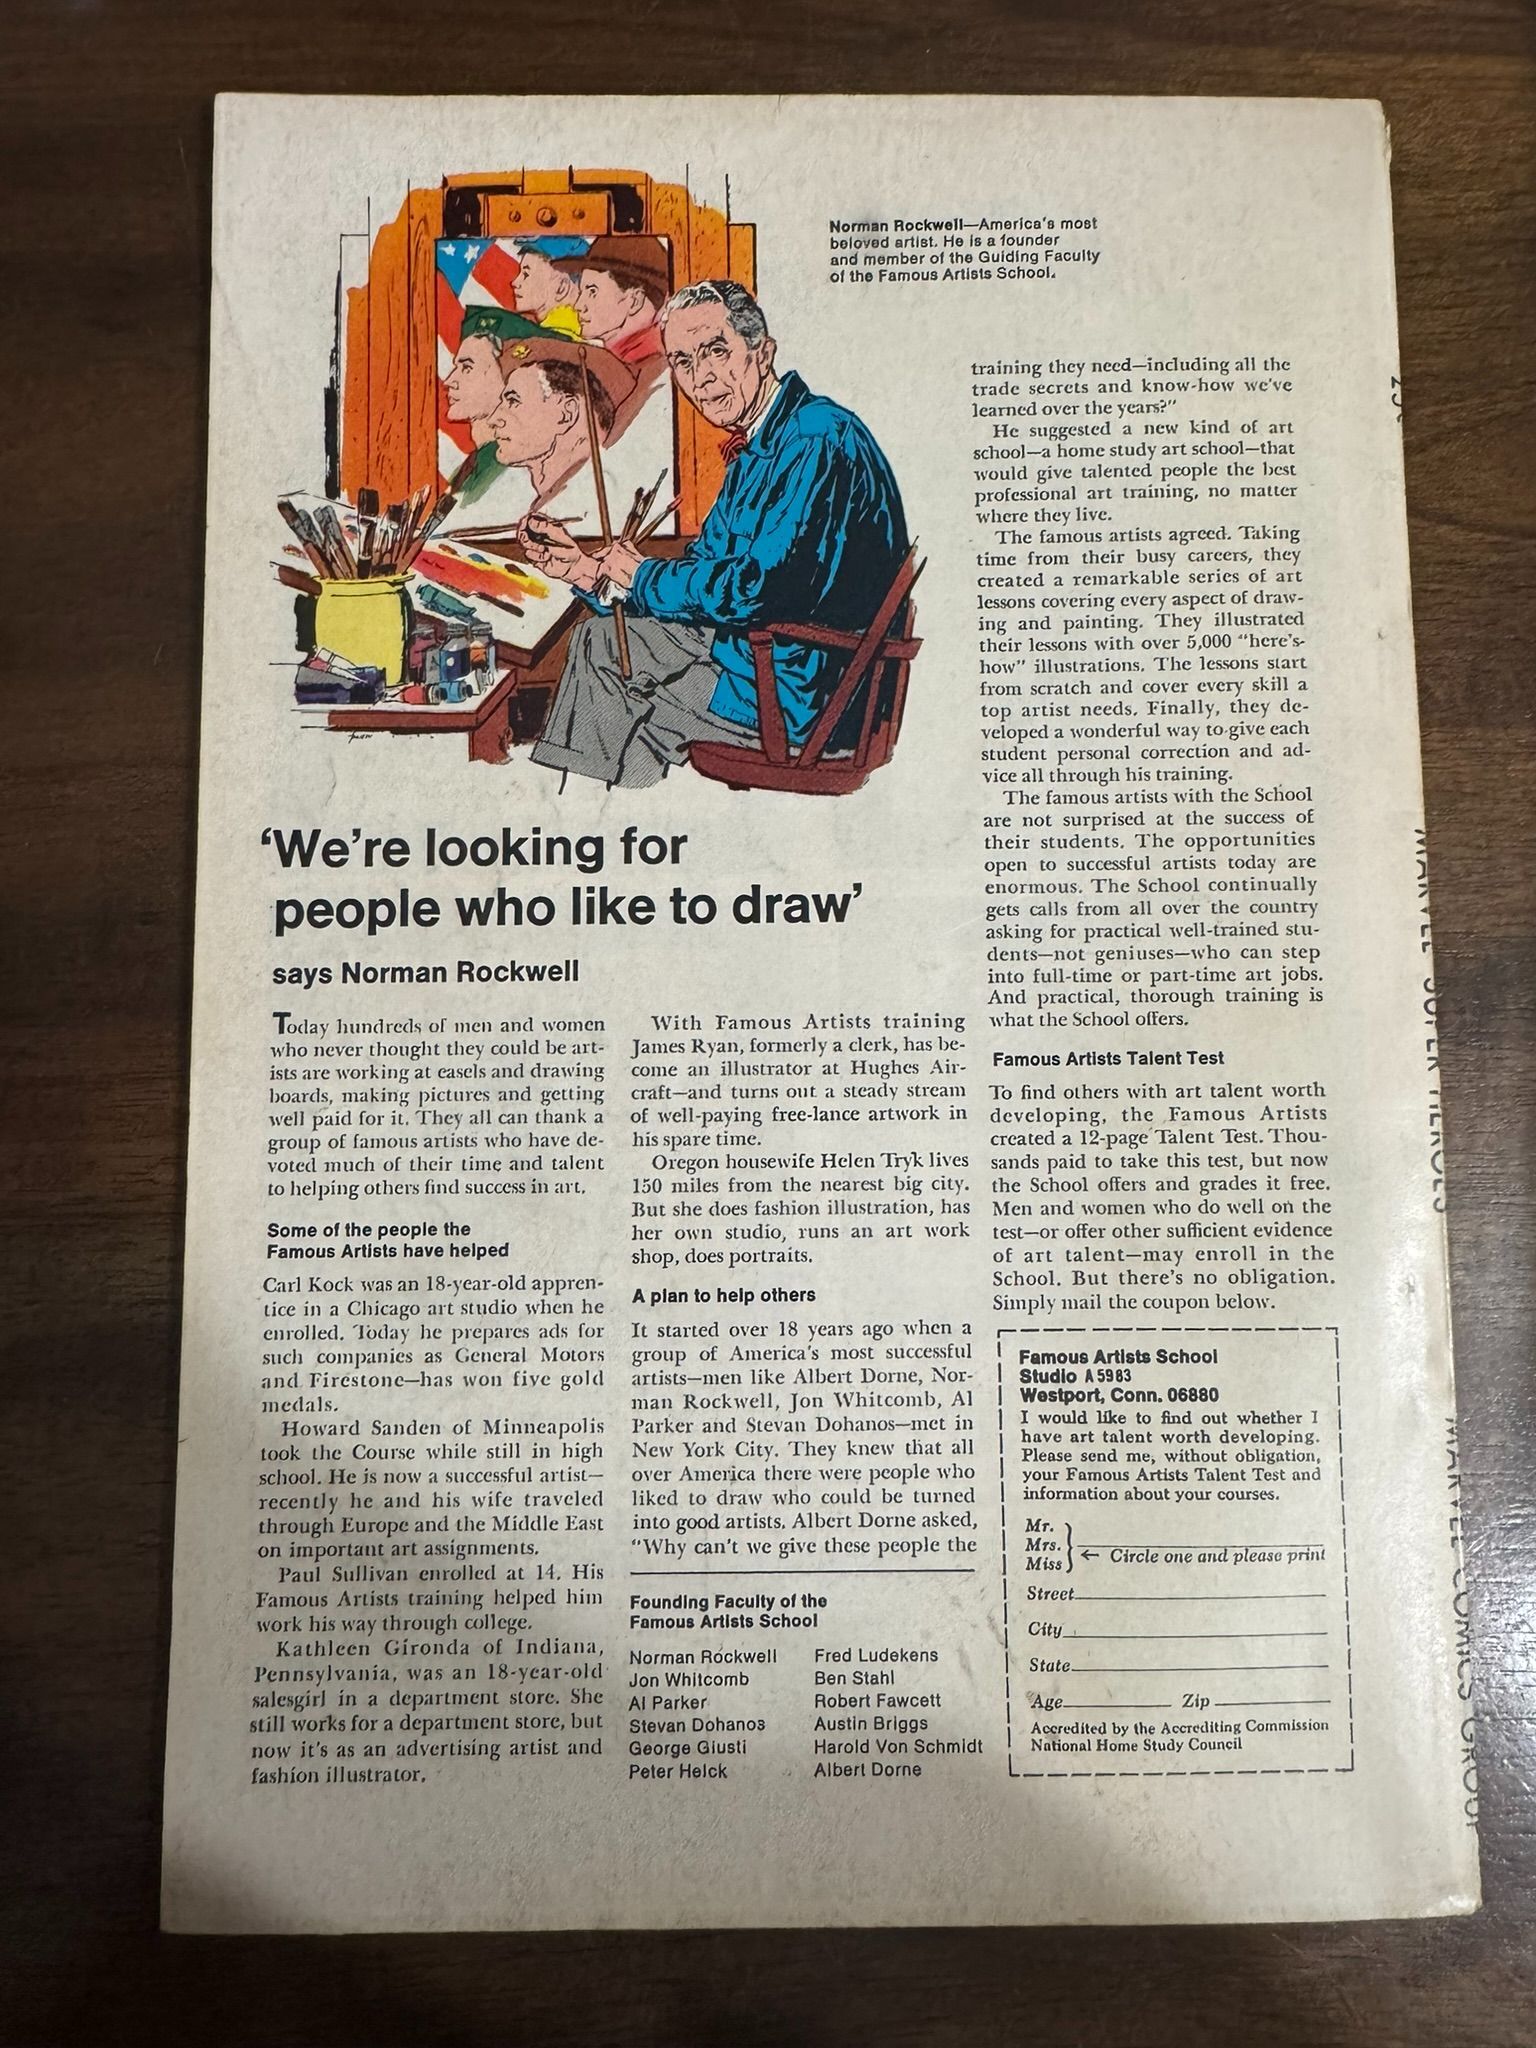 Norman Rockwell—America's most
beloved artist. He is a founder
and member of the Guiding Faculty
of the Famous Artists School.
'We're looking for
people who like to draw'
says Norman Rockwell
Today hundreds of men and women
who never thought they could be art-
ists are working at easels and drawing
boards, making pictures and getting
well paid for it. They all can thank a
group of famous artists who have de-
voted much of their time and talent
to helping others find success in art.
Some of the people the
Famous Artists have helped
Carl Kock was an 18-year-old appren-
tice in a Chicago art studio when he
enrolled. Today he prepares ads for
such companies as General Motors
and Firestone—has won five gold
medals.
Howard Sanden of Minneapolis
took the Course while still in high
school. He is now a successful artist—
recently he and his wife traveled
through Europe and the Middle East
on important art assignments.
Paul Sullivan enrolled at 14. His
Famous Artists training helped him
work his way through college.
Kathleen Gironda of Indiana,
Pennsylvania, was an 18-year-old
salesgirl in a department store. She
still works for a department store, but
now it's as an advertising artist and
fashion illustrator.
With Famous Artists training
James Ryan, formerly a clerk, has be-
come an illustrator at Hughes Air-
craft—and turns out a steady stream
of well-paying free-lance artwork in
his spare time.
Oregon housewife Helen Tryk lives
150 miles from the nearest big city.
But she does fashion illustration, has
her own studio, runs an art work
shop, does portraits.
A plan to help others
It started over 18 years ago when a
group of America's most successful
artists—men like Albert Dorne, Nor-
man Rockwell, Jon Whitcomb, Al
Parker and Stevan Dohanos—met in
New York City. They knew that all
over America there were people who
liked to draw who could be turned
into good artists. Albert Dorne asked,
"Why can't we give these people the
training they need—including all the
trade secrets and know-how we've
learned over the years?"
He suggested a new kind of art
school—a home study art school—that
would give talented people the best
professional art training, no matter
where they live.
The famous artists agreed. Taking
time from their busy careers, they
created a remarkable series of art
lessons covering every aspect of draw-
ing and painting. They illustrated
their lessons with over 5,000 "here's-
how" illustrations. The lessons start
from scratch and cover every skill a
top artist needs. Finally, they de-
veloped a wonderful way to give each
student personal correction and ad-
vice all through his training.
The famous artists with the School
are not surprised at the success of
their students. The opportunities
open to successful artists today are
enormous. The School continually
gets calls from all over the country
asking for practical well-trained stu-
dents—not geniuses—who can step
into full-time or part-time art jobs.
And practical, thorough training is
what the School offers.
Famous Artists Talent Test
To find others with art talent worth
developing, the Famous Artists
created a 12-page Talent Test. Thou-
sands paid to take this test, but now
the School offers and grades it free.
Men and women who do well on the
test—or offer other sufficient evidence
of art talent—may enroll in the
School. But there's no obligation.
Simply mail the coupon below.
Founding Faculty of the
Famous Artists School
Norman Rockwell
Jon Whitcomb
Al Parker
Stevan Dohanos
George Giusti
Peter Helck
Fred Ludekens
Ben Stahl
Robert Fawcett
Austin Briggs
Harold Von Schmidt
Albert Dorne
Famous Artists School
Studio A5983
Westport, Conn. 06880
I would like to find out whether I
have art talent worth developing.
Please send me, without obligation,
your Famous Artists Talent Test and
information about your courses.
Mr.
Mrs.
Miss
← Circle one and please print
Street
City
State
Age Zip
Accredited by the Accrediting Commission
National Home Study Council
MARVEL SUPER-HEROES
MARVEL COMICS GROUP